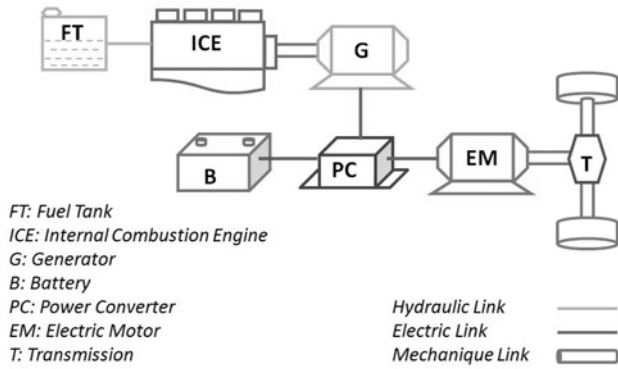 FT
ICE
G
B
PC
EM
T
FT: Fuel Tank
ICE: Internal Combustion Engine
G: Generator
B: Battery
PC: Power Converter
EM: Electric Motor
T: Transmission
Hydraulic Link
Electric Link
Mechanique Link